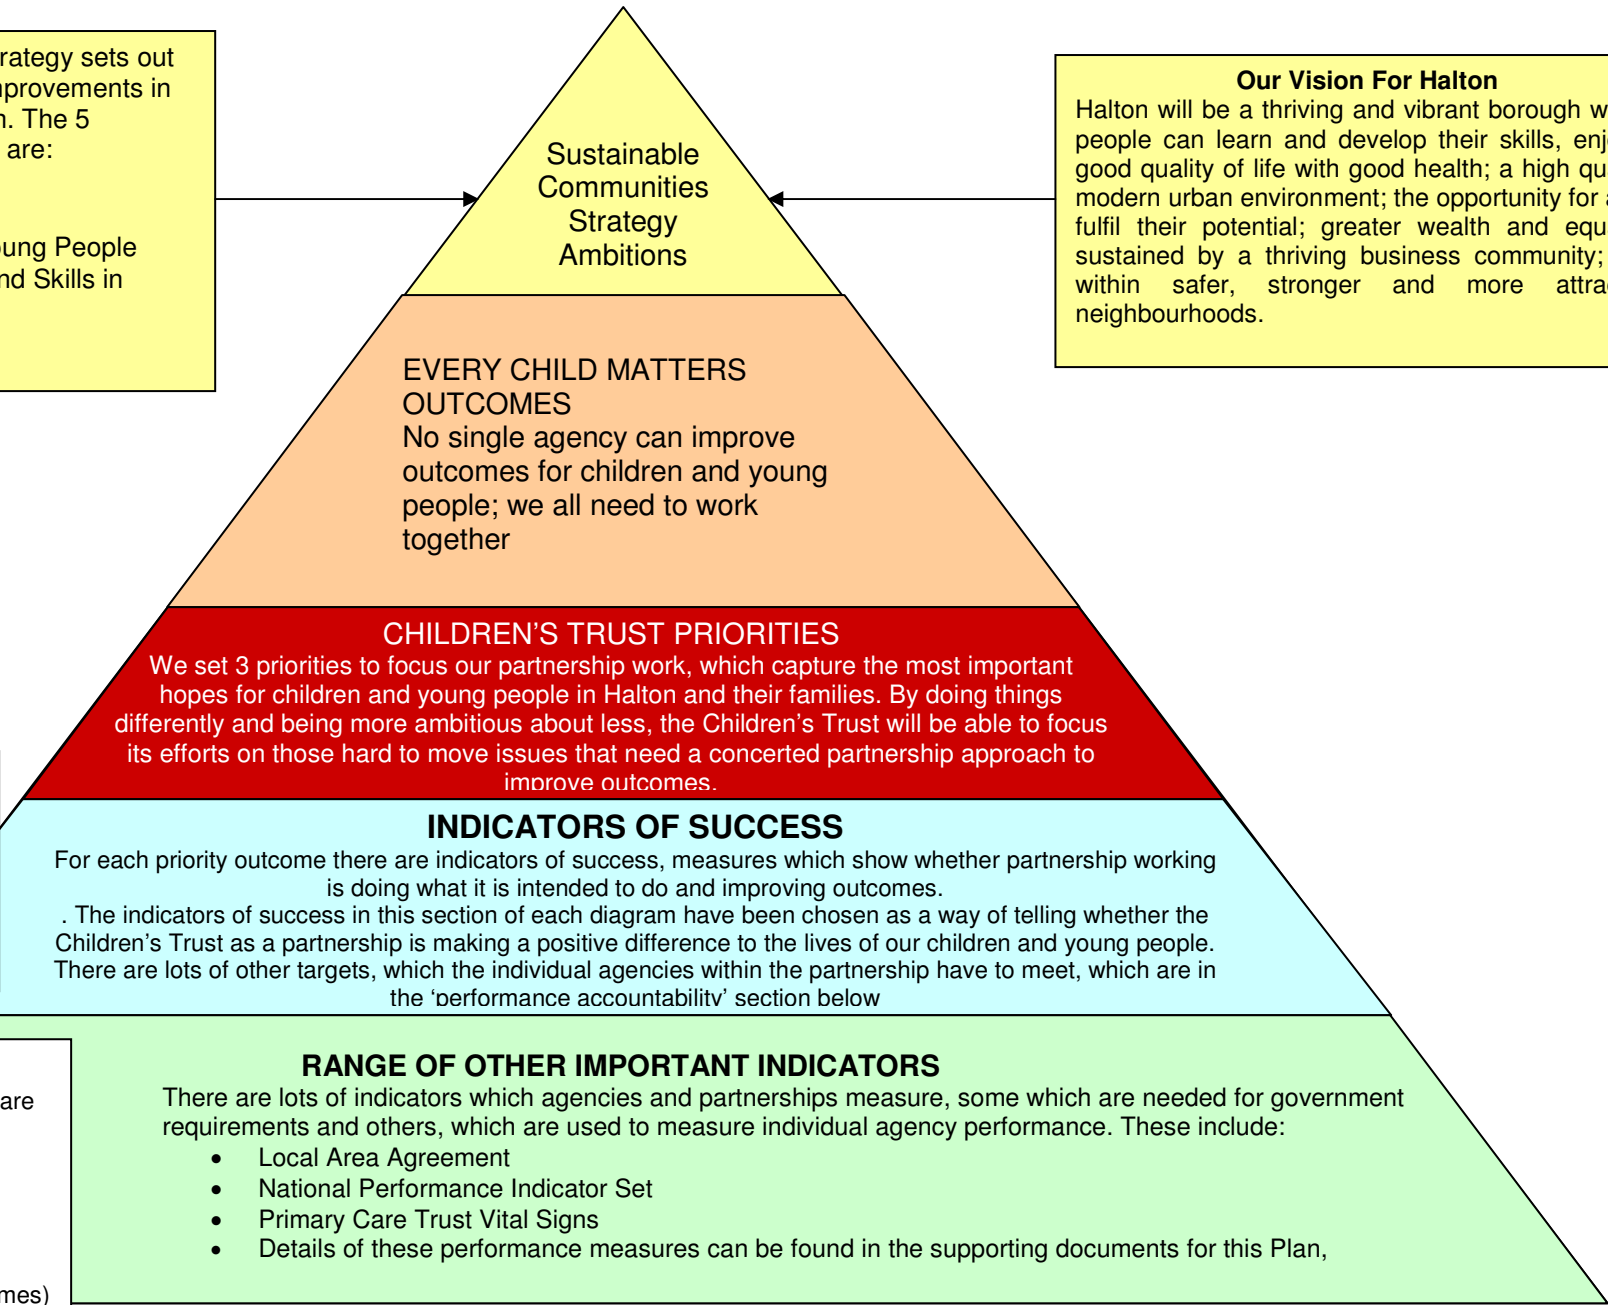 sets out
in
The 5
are:
People
and Skills in
Sustainable
Communities
Strategy
Ambitions
Our Vision For Halton
Halton will be a thriving and vibrant borough
people can learn and develop their skills,
good quality of life with good health; a high
modern urban environment; the opportunity for
fulfil their potential; greater wealth and
sustained by a thriving business community;
within safer, stronger and more
neighbourhoods.
EVERY CHILD MATTERS
OUTCOMES
No single agency can improve
outcomes for children and young
people; we all need to work
together
CHILDREN’S TRUST PRIORITIES
We set 3 priorities to focus our partnership work, which capture the most important
hopes for children and young people in Halton and their families. By doing things
differently and being more ambitious about less, the Children’s Trust will be able to focus
its efforts on those hard to move issues that need a concerted partnership approach to
improve outcomes.
INDICATORS OF SUCCESS
For each priority outcome there are indicators of success, measures which show whether partnership working
is doing what it is intended to do and improving outcomes.
. The indicators of success in this section of each diagram have been chosen as a way of telling whether the
Children’s Trust as a partnership is making a positive difference to the lives of our children and young people.
There are lots of other targets, which the individual agencies within the partnership have to meet, which are in
the ‘performance accountability’ section below
are
RANGE OF OTHER IMPORTANT INDICATORS
There are lots of indicators which agencies and partnerships measure, some which are needed for government
requirements and others, which are used to measure individual agency performance. These include:
• Local Area Agreement
• National Performance Indicator Set
• Primary Care Trust Vital Signs
• Details of these performance measures can be found in the supporting documents for this Plan,